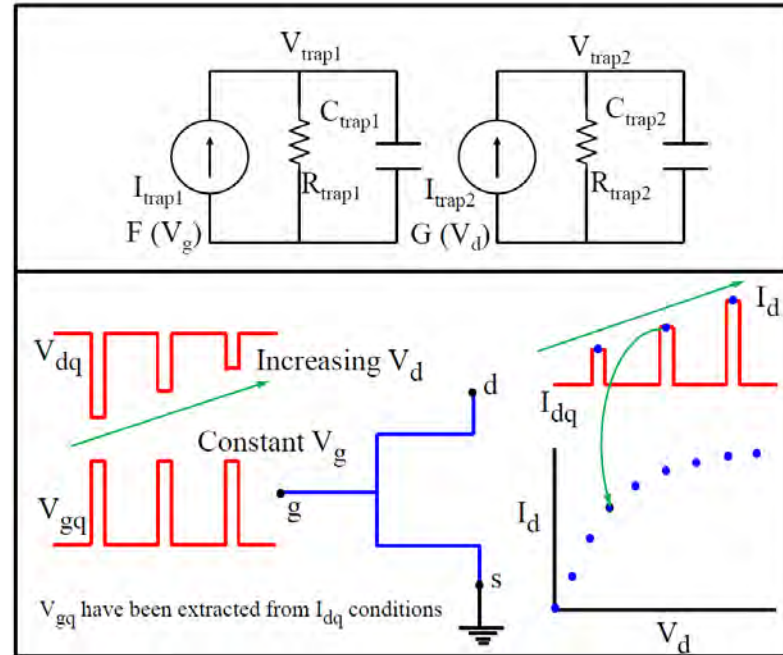 V_trap1
V_trap2
C_trap1
C_trap2
I_trap1
R_trap1
I_trap2
R_trap2
F (V_g)
G (V_d)
V_dq
Increasing V_d
I_d
I_dq
Constant V_g
d
V_gq
g
I_d
s
V_gq have been extracted from I_dq conditions
V_d